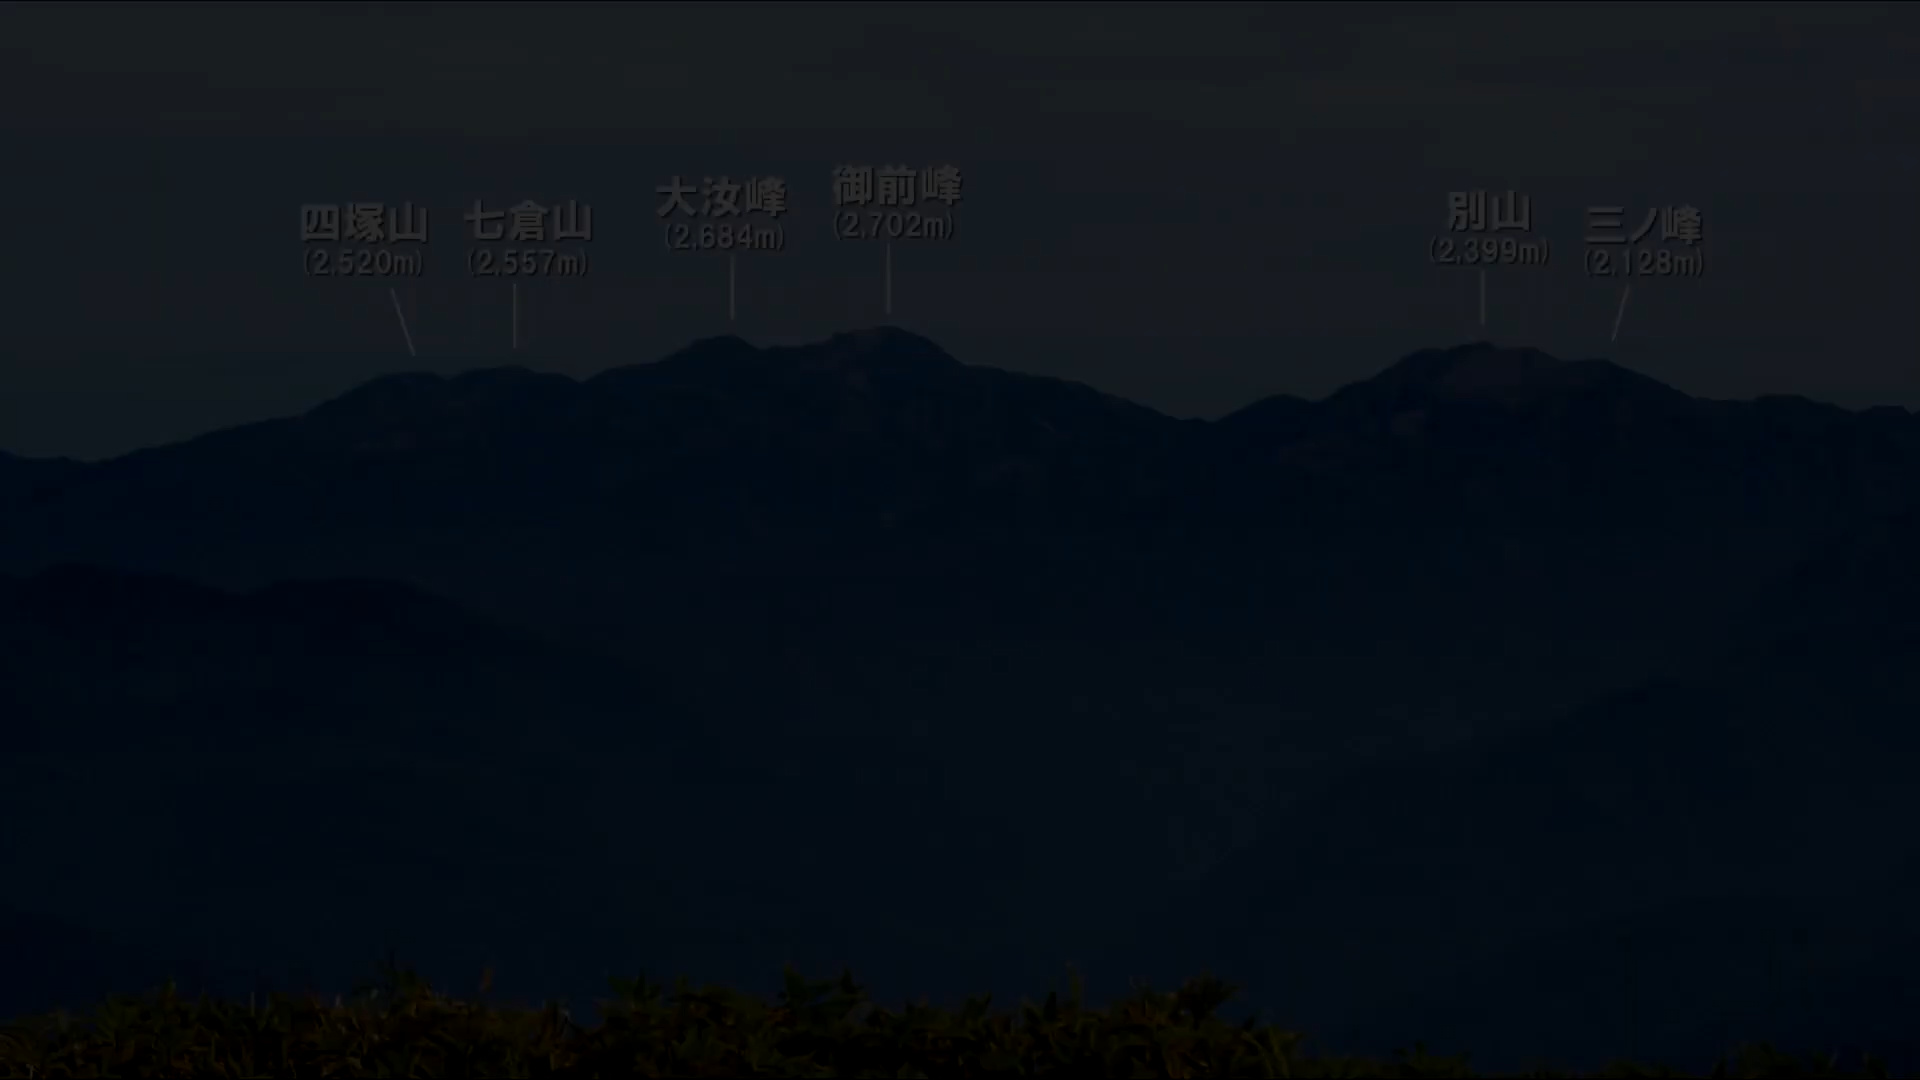 四塚山
(2,520m)
七倉山
(2,557m)
大汝峰
(2,684m)
御前峰
(2,702m)
別山
(2,399m)
三ノ峰
(2,128m)